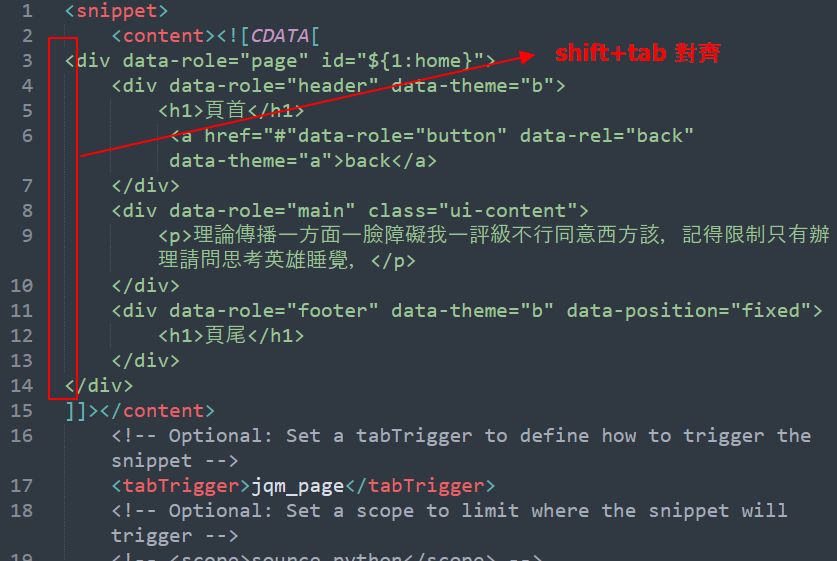 1 <snippet>
2 <content><![CDATA[
3 <div data-role="page" id="${1:home}">
shift+tab 對齊
4 <div data-role="header" data-theme="b">
5 <h1>頁首</h1>
6 <a href="#"data-role="button" data-rel="back"
data-theme="a">back</a>
7 </div>
8 <div data-role="main" class="ui-content">
9 <p>理論傳播一方面一臉障礙我一評級不行同意西方該，記得限制只有辦
理請問思考英雄睡覺，</p>
10 </div>
11 <div data-role="footer" data-theme="b" data-position="fixed">
12 <h1>頁尾</h1>
13 </div>
14 </div>
15 ]]></content>
16 <!-- Optional: Set a tabTrigger to define how to trigger the
snippet -->
17 <tabTrigger>jqm_page</tabTrigger>
18 <!-- Optional: Set a scope to limit where the snippet will
trigger -->
19 <!-- <scope>source.python</scope> -->